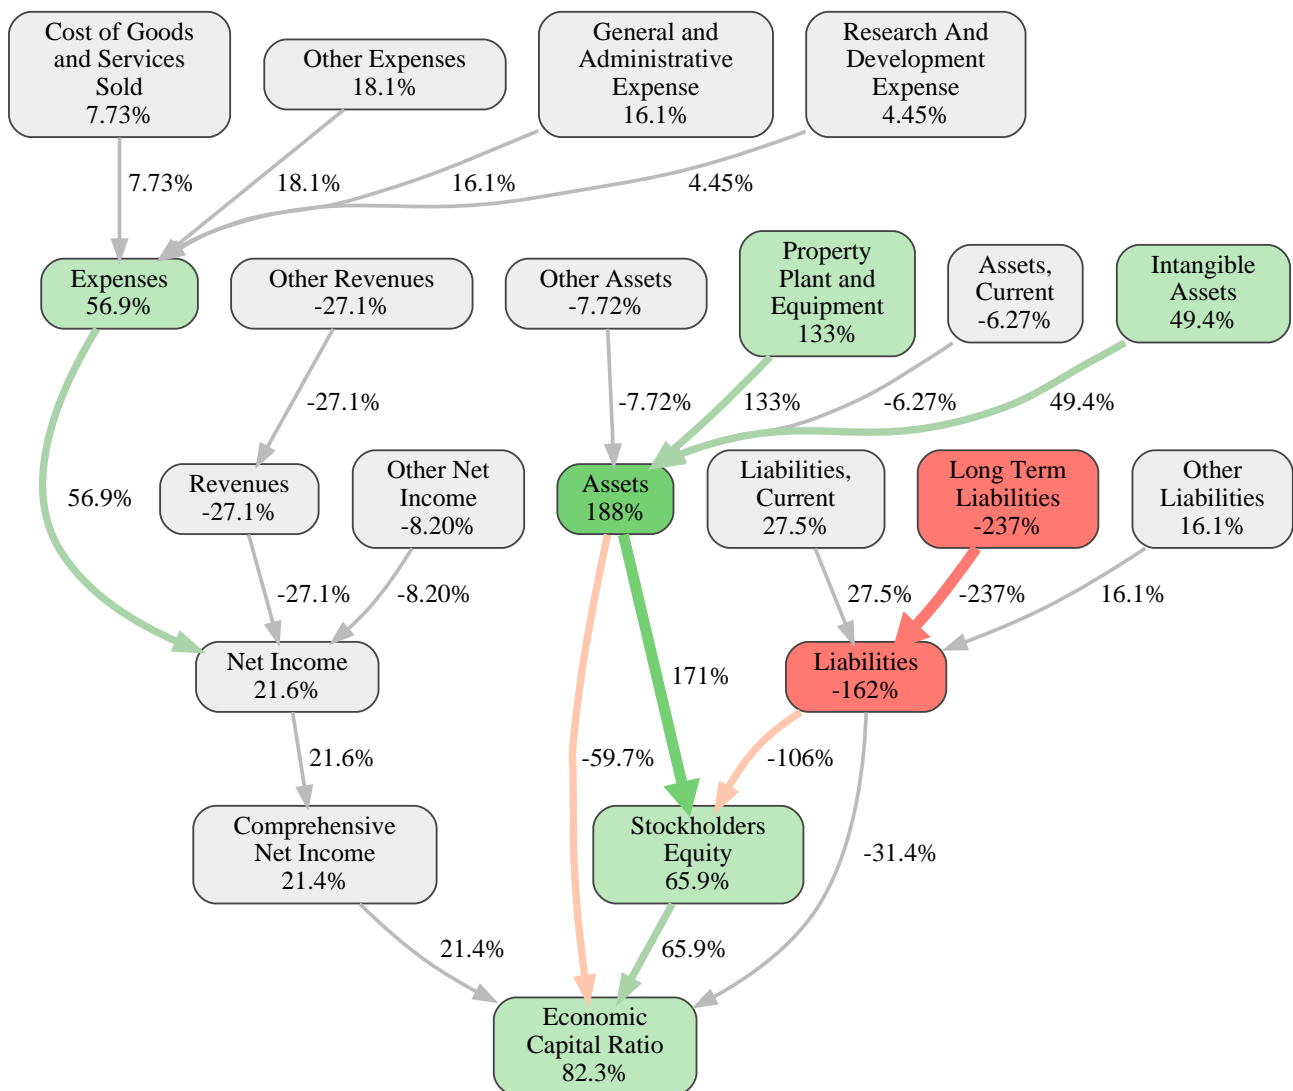 Cost of Goods
and Services
Sold
7.73%
Other Expenses
18.1%
General and
Administrative
Expense
16.1%
Research And
Development
Expense
4.45%
7.73%
18.1%
16.1%
4.45%
Expenses
56.9%
Other Revenues
-27.1%
Other Assets
-7.72%
Property
Plant and
Equipment
133%
Assets,
Current
-6.27%
Intangible
Assets
49.4%
-27.1%
-7.72%
133%
-6.27%
49.4%
56.9%
Revenues
-27.1%
Other Net
Income
-8.20%
Assets
188%
Liabilities,
Current
27.5%
Long Term
Liabilities
-237%
Other
Liabilities
16.1%
-27.1%
-8.20%
27.5%
-237%
16.1%
Net Income
21.6%
171%
Liabilities
-162%
21.6%
-59.7%
-106%
Comprehensive
Net Income
21.4%
Stockholders
Equity
65.9%
-31.4%
21.4%
65.9%
Economic
Capital Ratio
82.3%